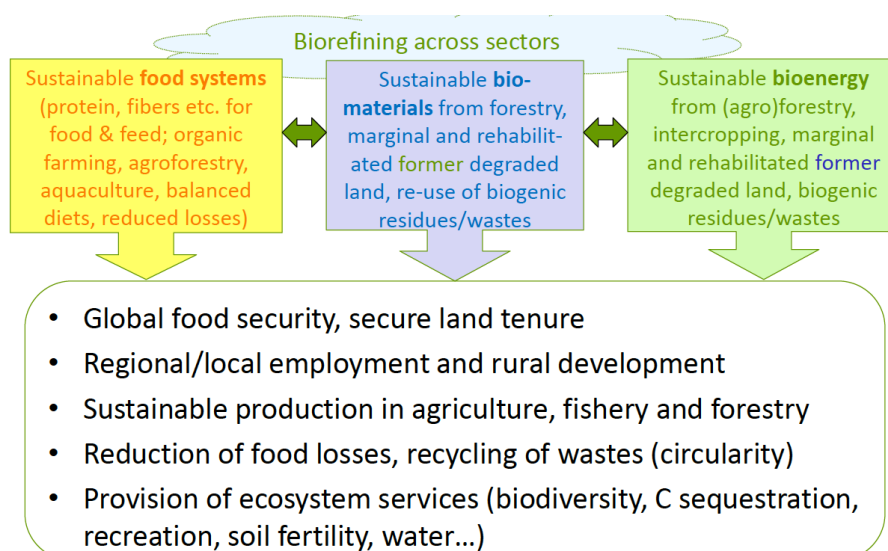 Biorefining across sectors
Sustainable food systems
(protein, fibers etc. for
food & feed; organic
farming, agroforestry,
aquaculture, balanced
diets, reduced losses)
Sustainable bio-
materials from forestry,
marginal and rehabilit-
ated former degraded
land, re-use of biogenic
residues/wastes
Sustainable bioenergy
from (agro)forestry,
intercropping, marginal
and rehabilitated former
degraded land, biogenic
residues/wastes
• Global food security, secure land tenure
• Regional/local employment and rural development
• Sustainable production in agriculture, fishery and forestry
• Reduction of food losses, recycling of wastes (circularity)
• Provision of ecosystem services (biodiversity, C sequestration,
recreation, soil fertility, water…)